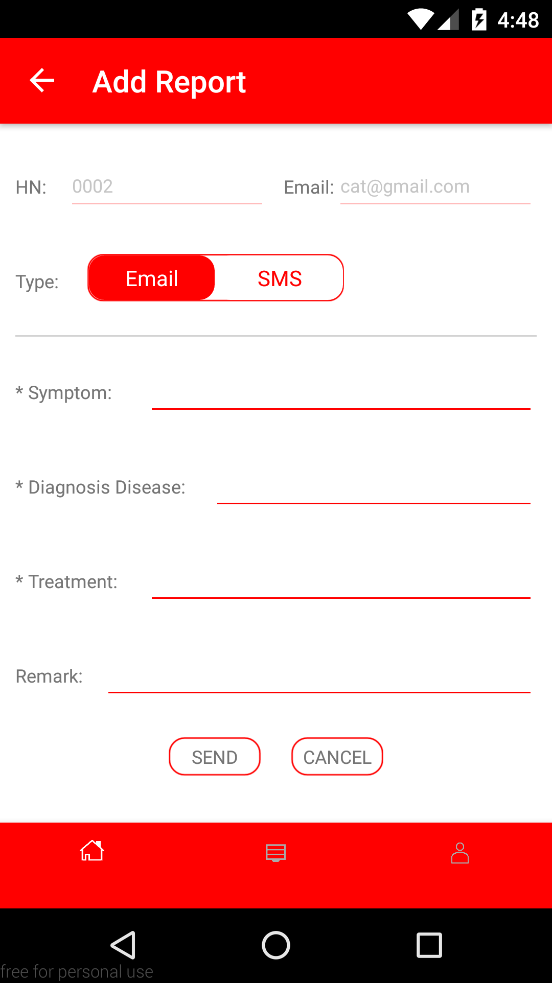 4:48
Add Report
HN: 0002 Email: cat@gmail.com
Type: Email SMS
* Symptom:
* Diagnosis Disease:
* Treatment:
Remark:
SEND CANCEL
free for personal use